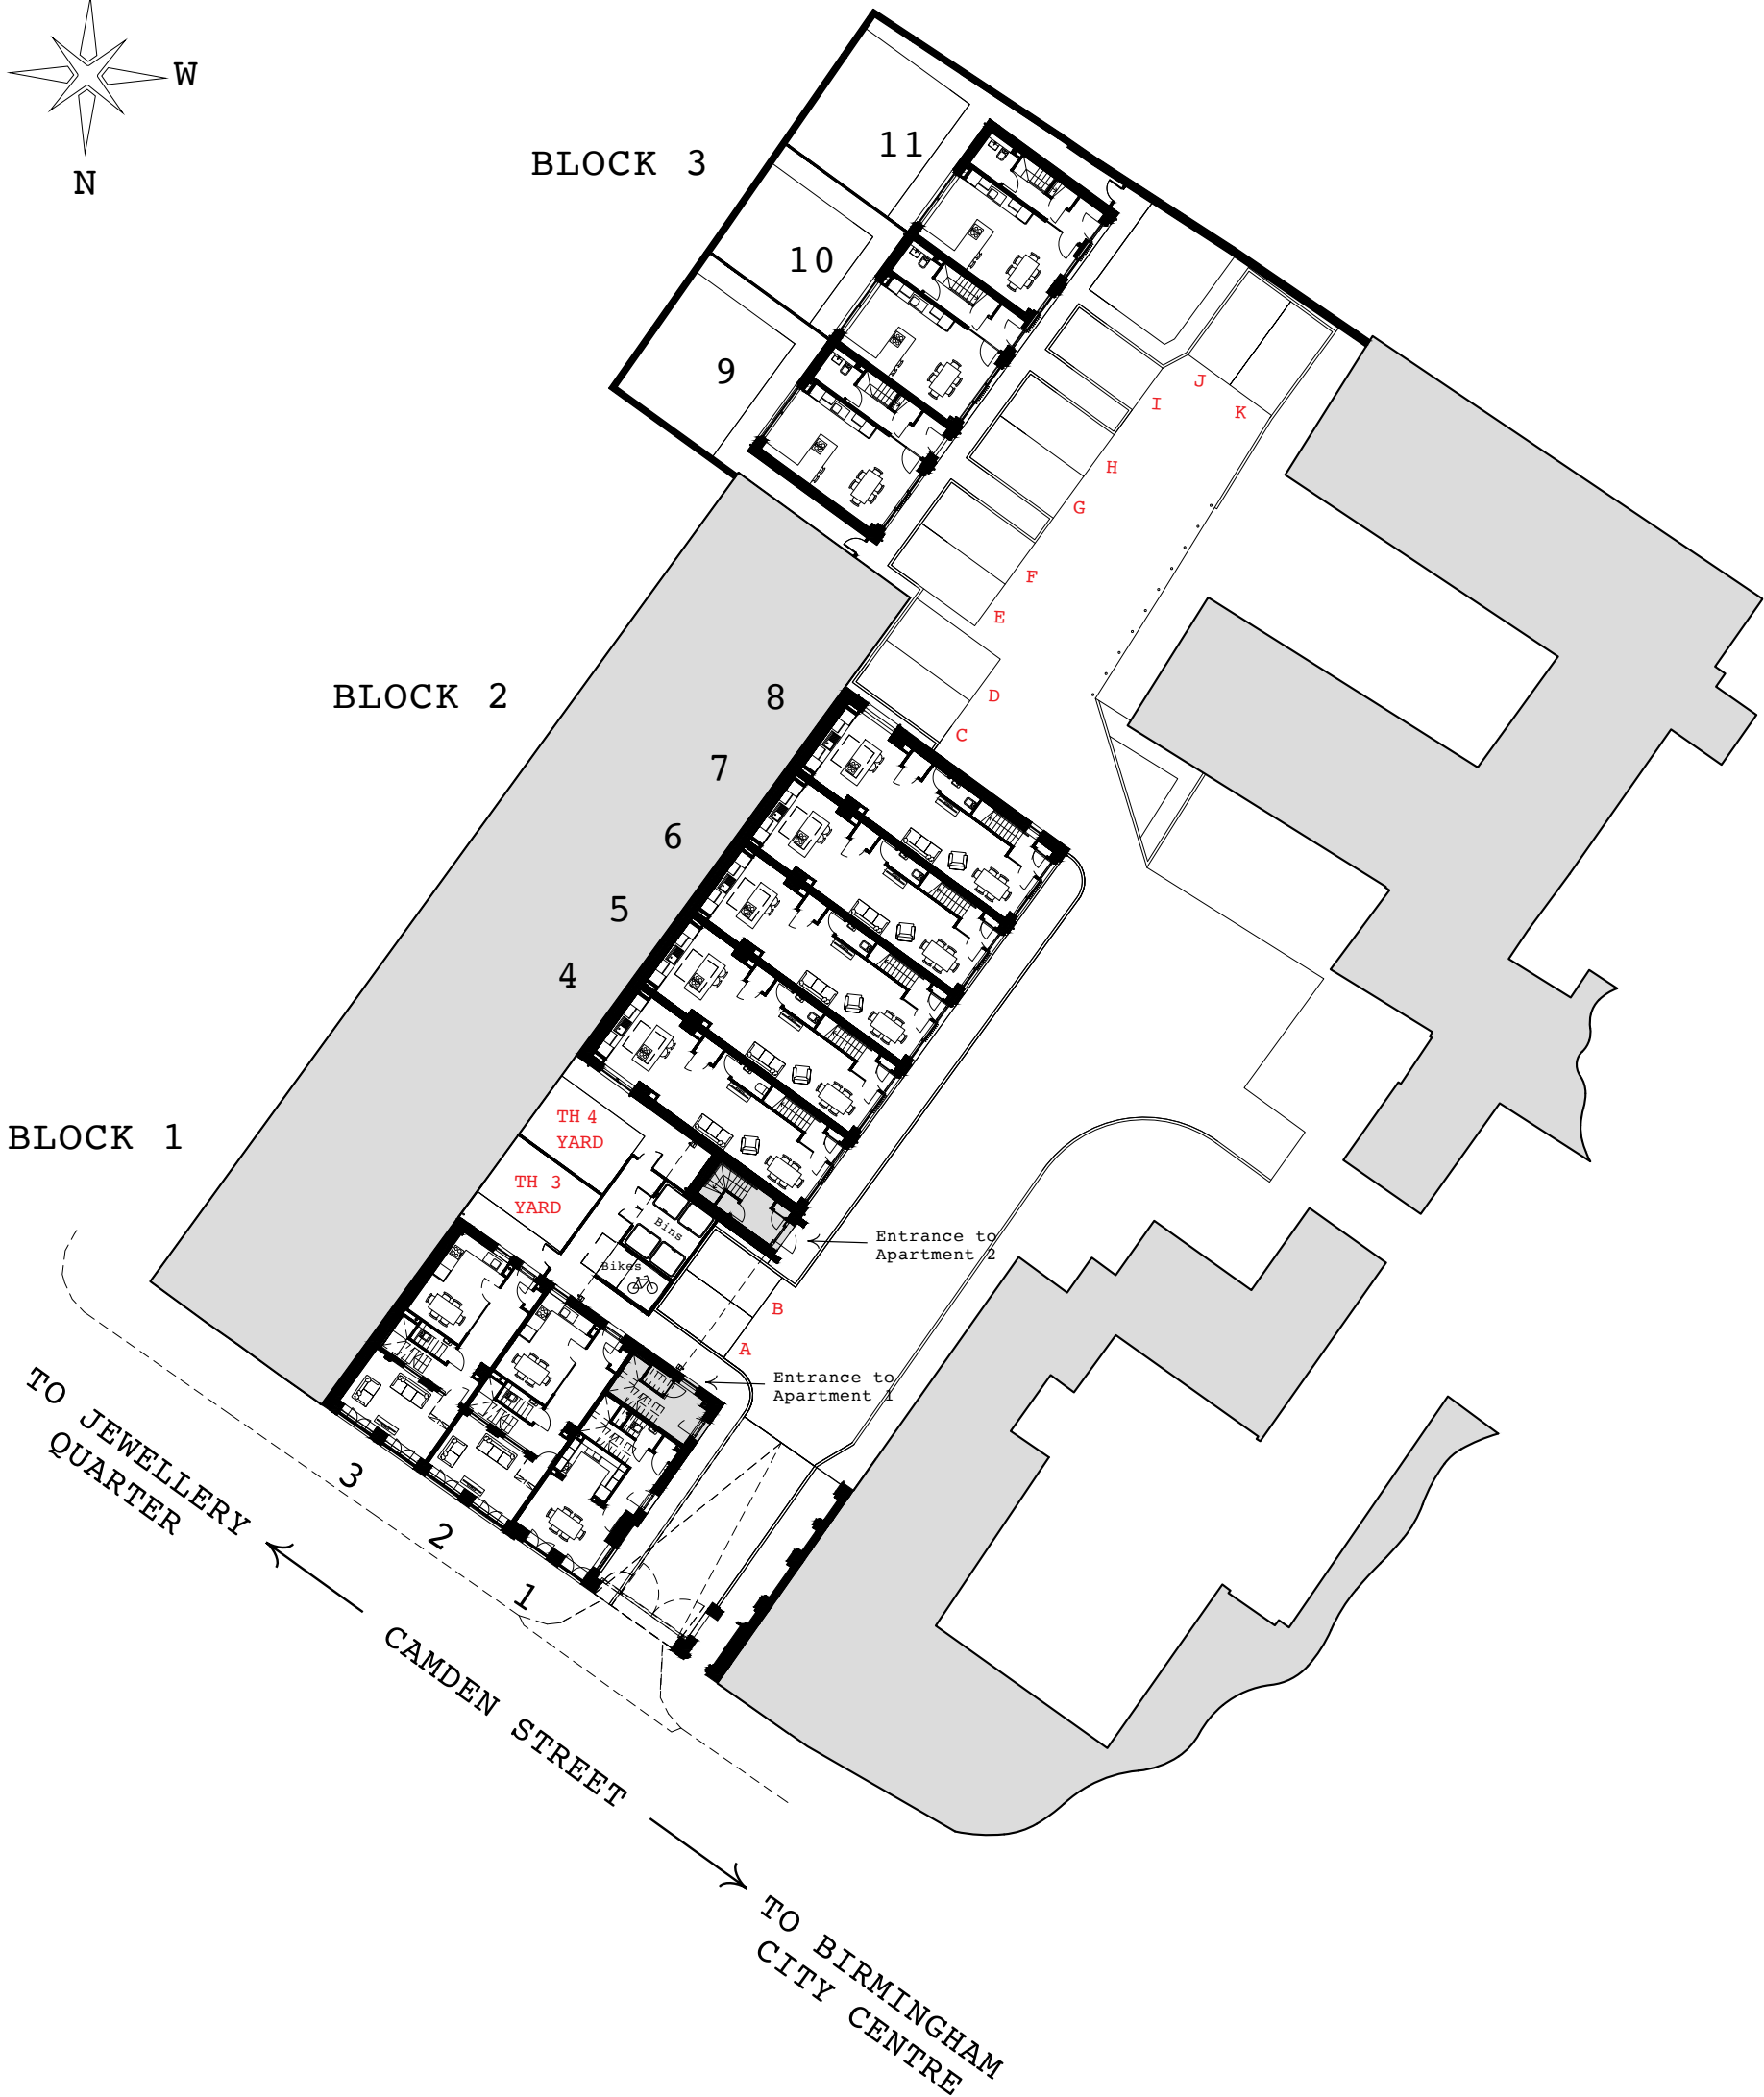 W
N
BLOCK 3
11
10
9
J
I
K
H
G
F
E
BLOCK 2
8
D
C
7
6
5
4
BLOCK 1
TH 4
YARD
TH 3
YARD
Bins
Bikes
Entrance to
Apartment 2
B
A
Entrance to
Apartment 1
TO JEWELLERY
QUARTER
3
2
1
CAMDEN STREET
TO BIRMINGHAM
CITY CENTRE